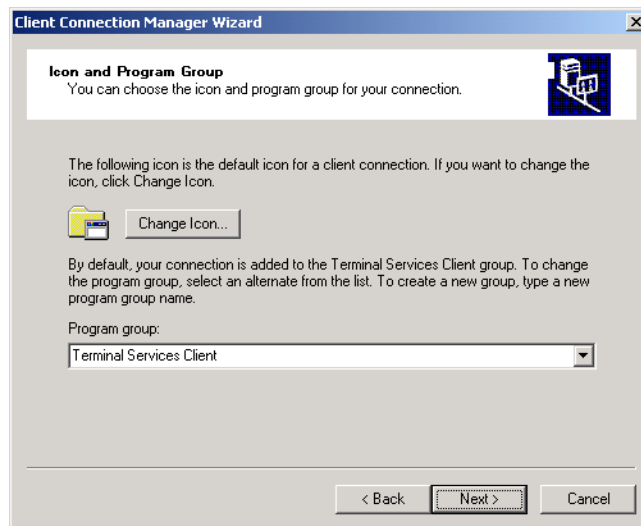 Client Connection Manager Wizard
Icon and Program Group
You can choose the icon and program group for your connection.
The following icon is the default icon for a client connection. If you want to change the
icon, click Change Icon.
Change Icon...
By default, your connection is added to the Terminal Services Client group. To change
the program group, select an alternate from the list. To create a new group, type a new
program group name.
Program group:
Terminal Services Client
< Back
Next >
Cancel